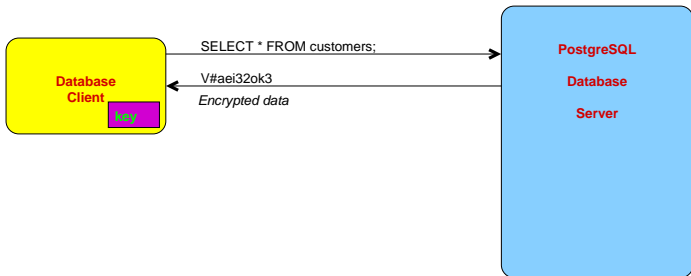 SELECT * FROM customers;
V#aei32ok3
Encrypted data
Database
Client
key
PostgreSQL
Database
Server